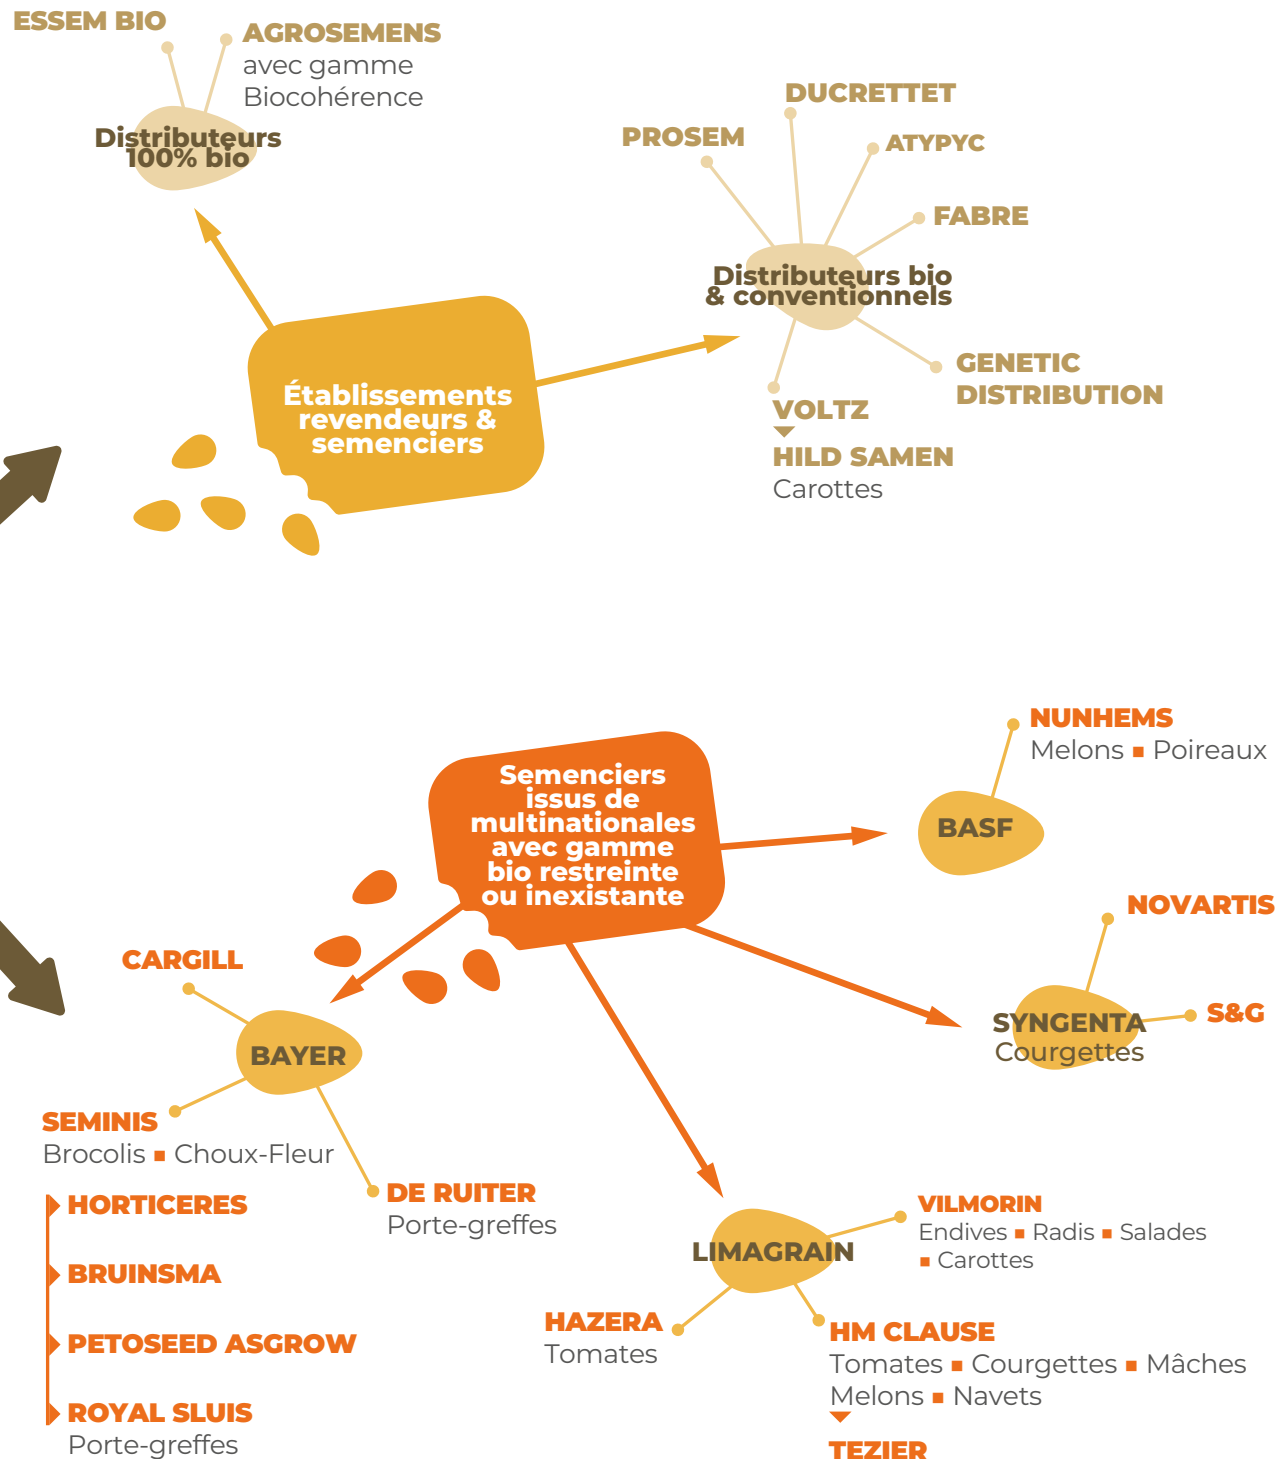 ESSEM BIO
AGROSEMENS
avec gamme
Biocohérence
Distributeurs
100% bio
DUCRETTET
PROSEM
ATYPYC
FABRE
Distributeurs bio
& conventionnels
GENETIC
DISTRIBUTION
VOLTZ
HILD SAMEN
Carottes
Établissements
revendeurs &
semenciers
Semenciers
issus de
multinationales
avec gamme
bio restreinte
ou inexistante
NUNHEMS
Melons ▪ Poireaux
BASF
NOVARTIS
S&G
SYNGENTA
Courgettes
CARGILL
BAYER
SEMINIS
Brocolis ▪ Choux-Fleur
HORTICERES
BRUINSMA
PETOSEED ASGROW
ROYAL SLUIS
Porte-greffes
DE RUITER
Porte-greffes
LIMAGRAIN
VILMORIN
Endives ▪ Radis ▪ Salades
▪ Carottes
HAZERA
Tomates
HM CLAUSE
Tomates ▪ Courgettes ▪ Mâches
Melons ▪ Navets
TEZIER